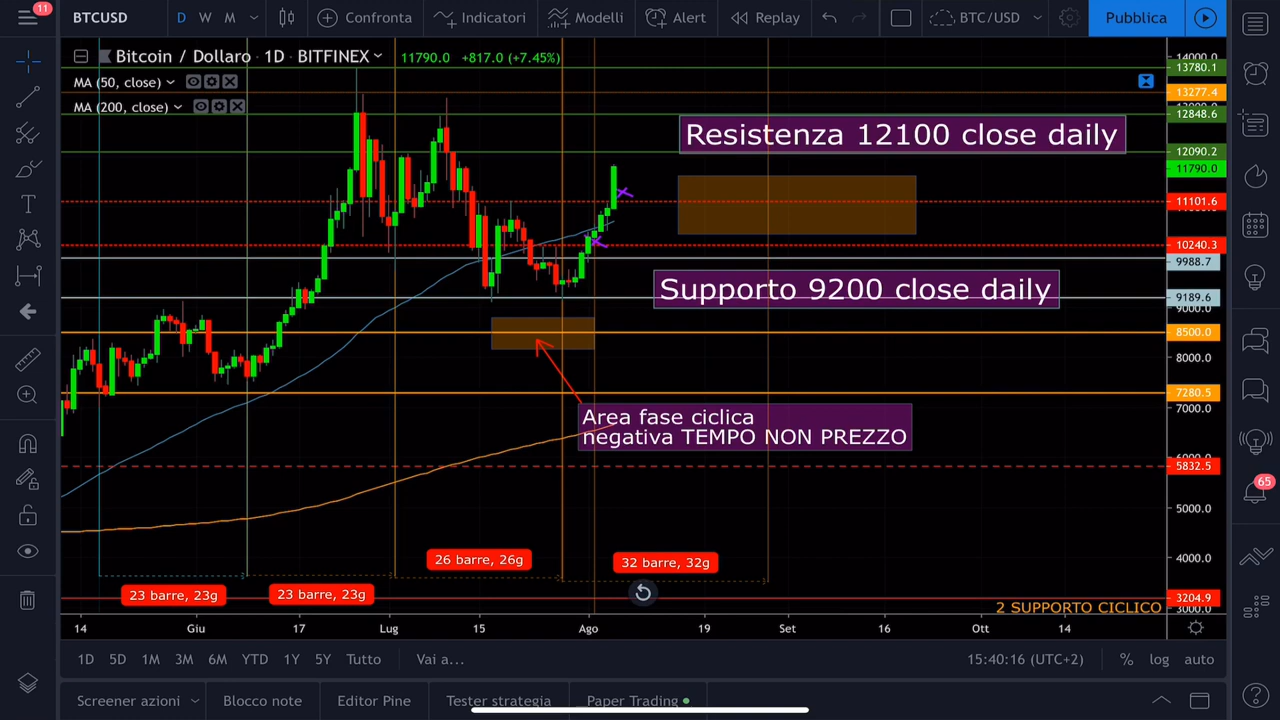 11
BTCUSD
D W M
Confronta
Indicatori
Modelli
Alert
Replay
BTC/USD
Pubblica
Bitcoin / Dollaro 1D BITFINEX
11790.0 +817.0 (+7.45%)
MA (50, close)
MA (200, close)
Resistenza 12100 close daily
Supporto 9200 close daily
Area fase ciclica
negativa TEMPO NON PREZZO
14000.0
13780.1
13277.4
12848.6
12090.2
11790.0
11101.6
10240.3
9988.7
9189.6
9000.0
8500.0
8000.0
7280.5
7000.0
5832.5
5000.0
4000.0
3204.9
3000.0
65
26 barre, 26g
32 barre, 32g
23 barre, 23g
23 barre, 23g
2 SUPPORTO CICLICO
14 Giu 17 Lug 15 Ago 19 Set 16 Ott 14
1D 5D 1M 3M 6M YTD 1Y 5Y Tutto Vai a... 15:40:16 (UTC+2) % log auto
Screener azioni Blocco note Editor Pine Tester strategia Paper Trading